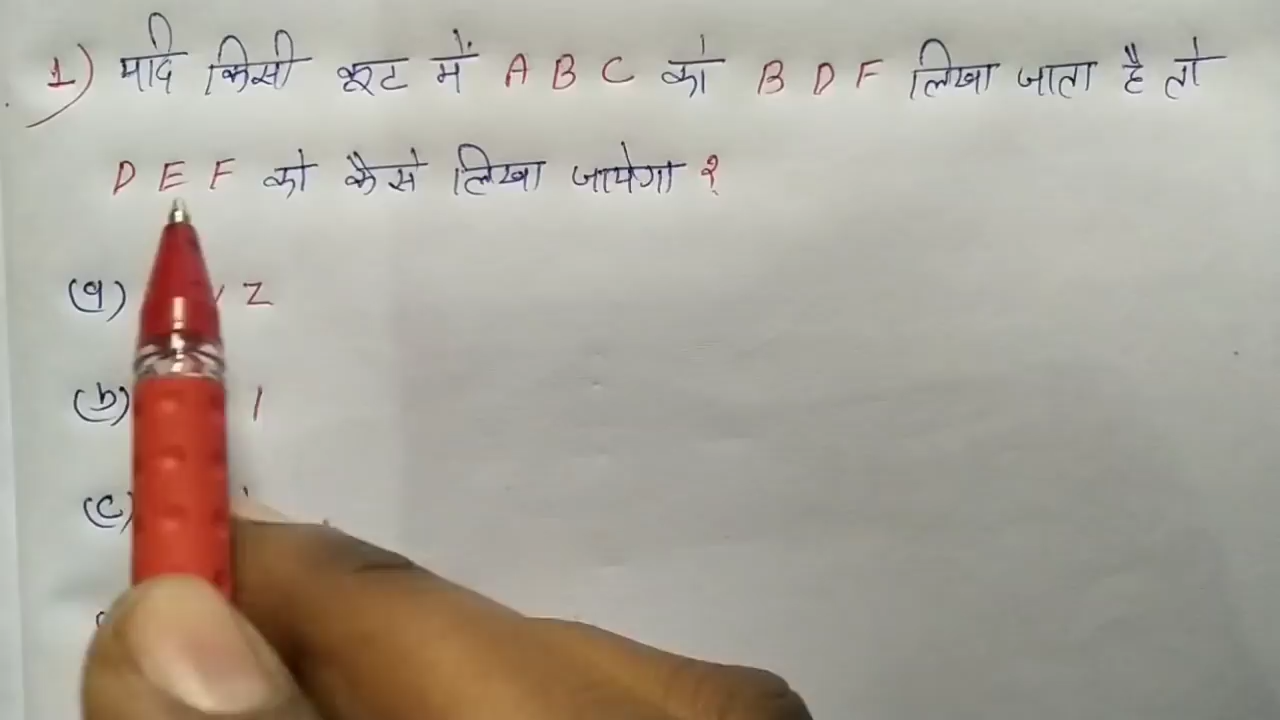 1) यदि किसी कूट में A B C को B D F लिखा जाता है तो
D E F को कैसे लिखा जायेगा ?
(a) Z
(b)
(c)